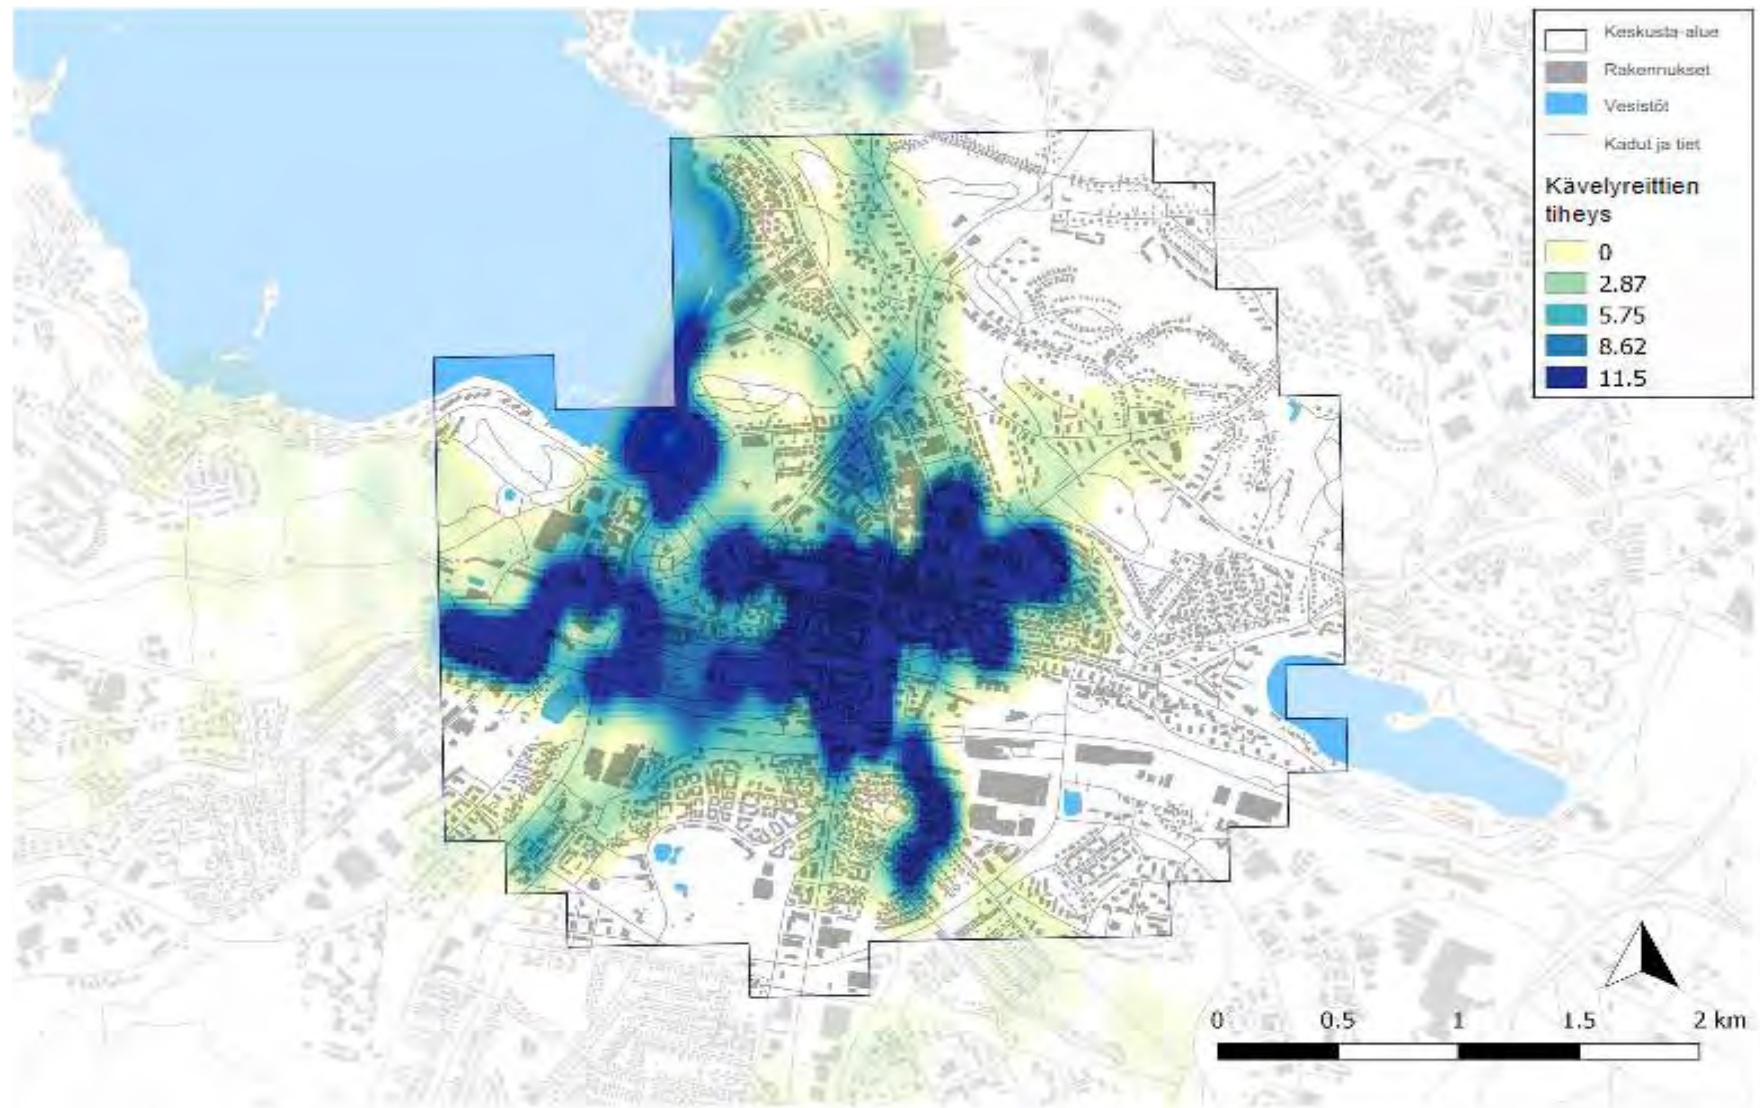 Keskusta-alue
Rakennukset
Vesistöt
Kadut ja tiet
Kävelyreittien
tiheys
0
2.87
5.75
8.62
11.5
0 0.5 1 1.5 2 km